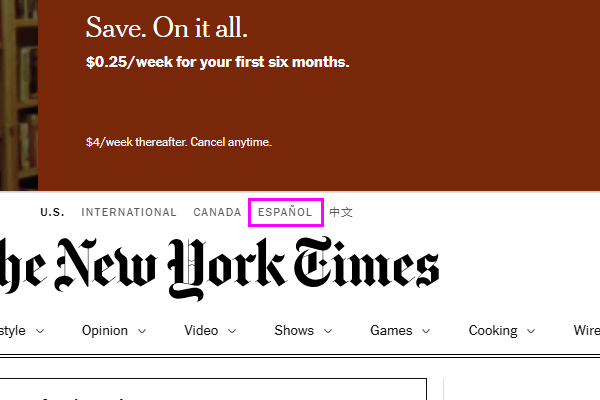 Save. On it all.
$0.25/week for your first six months.
$4/week thereafter. Cancel anytime.
U.S. INTERNATIONAL CANADA ESPAÑOL 中文
he New York Times
style Opinion Video Shows Games Cooking Wire